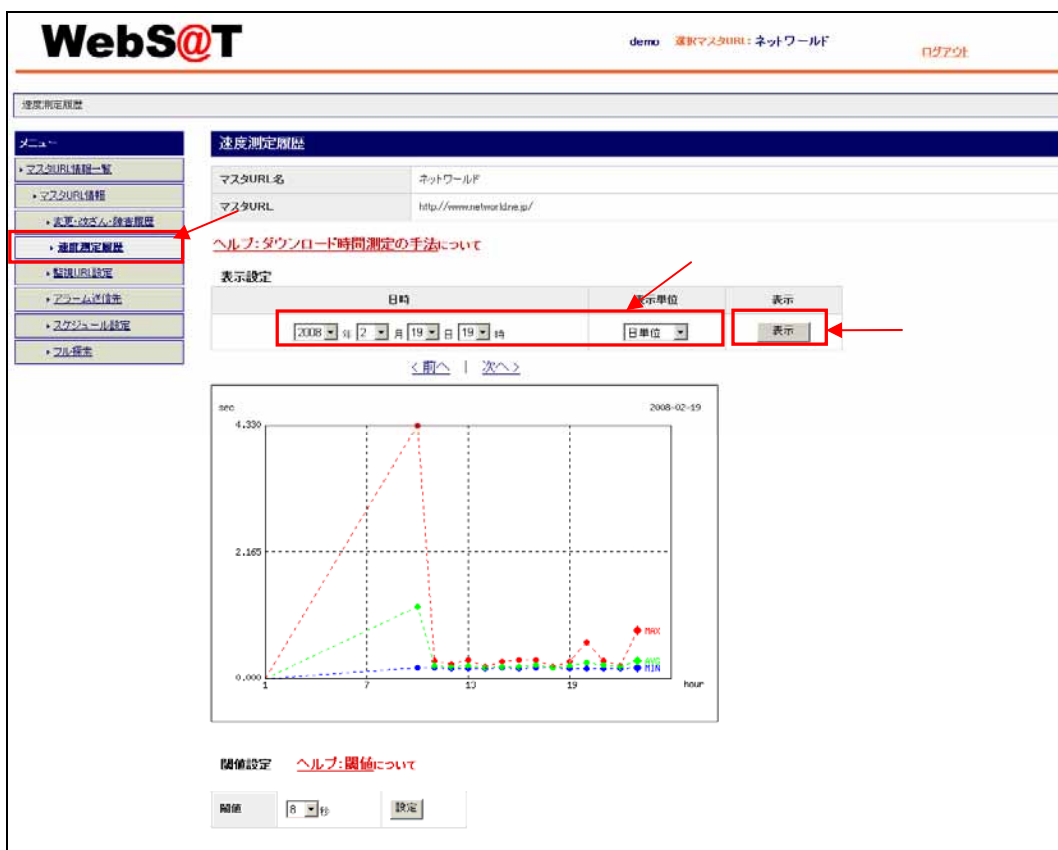 WebS@T
demo 選択マスタURL: ネットワールド
ログアウト
速度測定履歴
メニュー
マスタURL情報一覧
マスタURL情報
変更・改ざん・障害履歴
速度測定履歴
監視URL設定
アラーム送信先
スケジュール設定
フル探索
速度測定履歴
マスタURL名 ネットワールド
マスタURL http://www.networld.ne.jp/
ヘルプ:ダウンロード時間測定の手法について
表示設定
日時 表示単位 表示
2008 年 2 月 19 日 19 時 日単位 表示
<前へ | 次へ>
sec 2008-02-19
4.330
2.165
MAX
AVG
MIN
0.000
1 7 13 19 hour
閾値設定 ヘルプ:閾値について
閾値 8 秒 設定